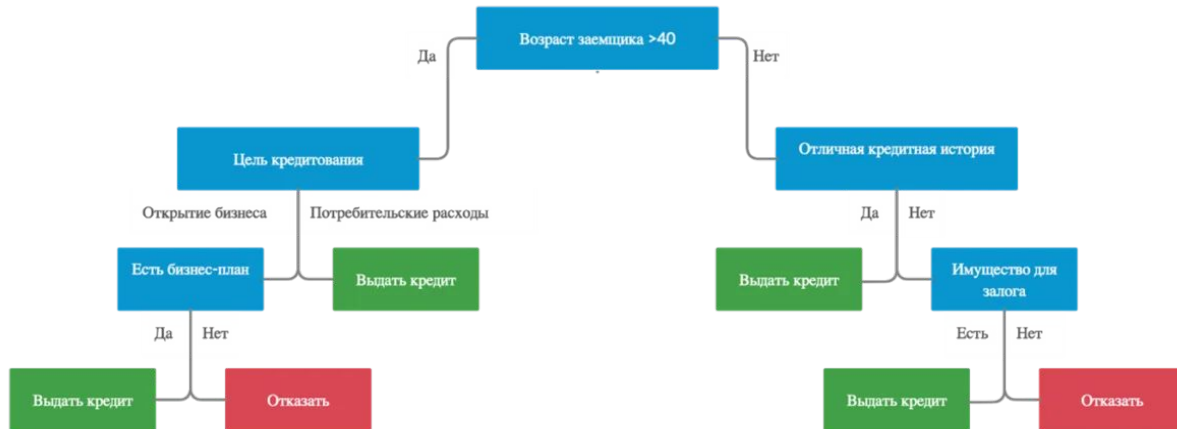 Возраст заемщика >40
Да
Нет
Цель кредитования
Отличная кредитная история
Открытие бизнеса
Потребительские расходы
Да
Нет
Есть бизнес-план
Выдать кредит
Выдать кредит
Имущество для
залога
Да
Нет
Есть
Нет
Выдать кредит
Отказать
Выдать кредит
Отказать